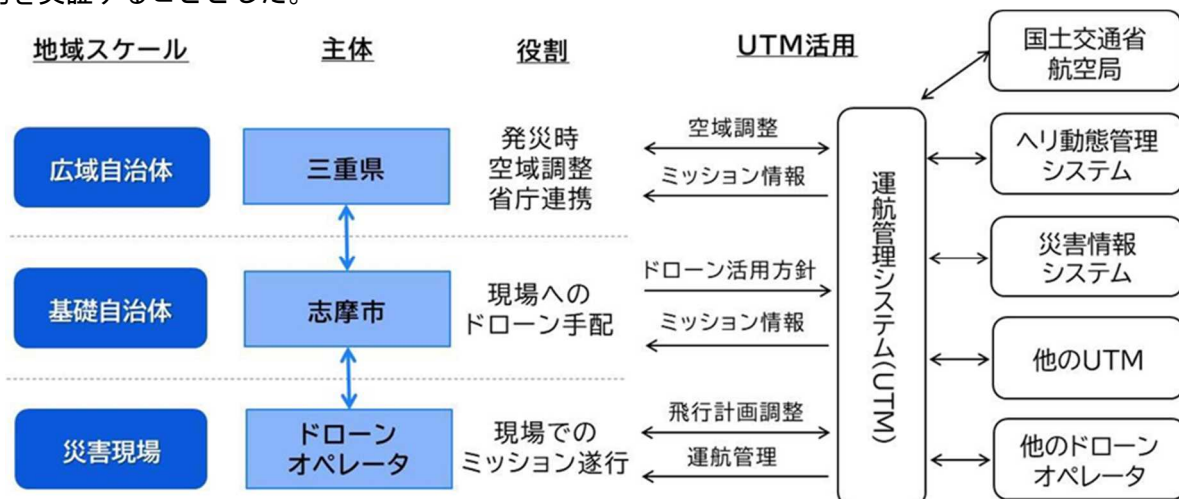 地域スケール
主体
役割
UTM活用
広域自治体
三重県
発災時
空域調整
省庁連携
空域調整
ミッション情報
基礎自治体
志摩市
現場への
ドローン手配
ドローン活用方針
ミッション情報
災害現場
ドローン
オペレータ
現場での
ミッション遂行
飛行計画調整
運航管理
運航管理システム(UTM)
国土交通省
航空局
ヘリ動態管理
システム
災害情報
システム
他のUTM
他のドローン
オペレータ